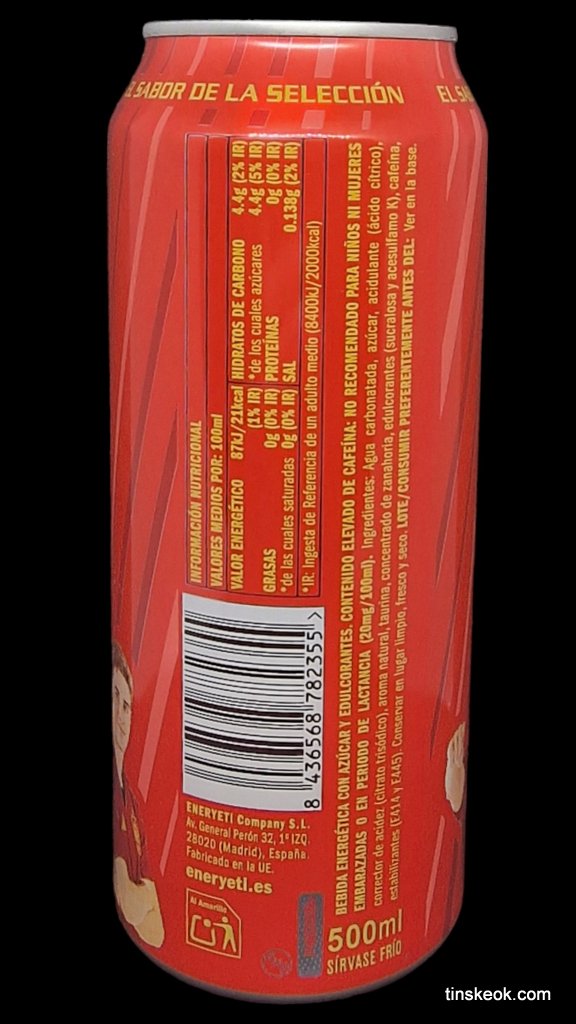 EL SABOR DE LA SELECCIÓN
EL SA
INFORMACIÓN NUTRICIONAL
VALORES MEDIOS POR: 100ml
VALOR ENERGÉTICO 87kJ/21kcal (1% IR)
GRASAS 0g (0% IR)
*de las cuales saturadas 0g (0% IR)
HIDRATOS DE CARBONO 4.4g (2% IR)
*de los cuales azúcares 4.4g (5% IR)
PROTEÍNAS 0g (0% IR)
SAL 0.138g (2% IR)
*IR: Ingesta de Referencia de un adulto medio (8400kJ/2000kcal)
BEBIDA ENERGÉTICA CON AZÚCAR Y EDULCORANTES. CONTENIDO ELEVADO DE CAFEÍNA: NO RECOMENDADO PARA NIÑOS NI MUJERES
EMBARAZADAS O EN PERIODO DE LACTANCIA (20mg/100ml). Ingredientes: Agua carbonatada, azúcar, acidulante (ácido cítrico),
corrector de acidez (citrato trisódico), aroma natural, taurina, concentrado de zanahoria, edulcorantes (sucralosa y acesulfamo K), cafeína,
estabilizantes (E414 y E445). Conservar en lugar limpio, fresco y seco. LOTE/CONSUMIR PREFERENTEMENTE ANTES DEL: Ver en la base.
8 436568 782355 >
ENERYETI Company S.L.
Av. General Perón 32, 1º IZQ.
28020 (Madrid), España.
Fabricado en la UE.
eneryeti.es
Al Amarillo
500ml
SÍRVASE FRÍO
tinskeok.com